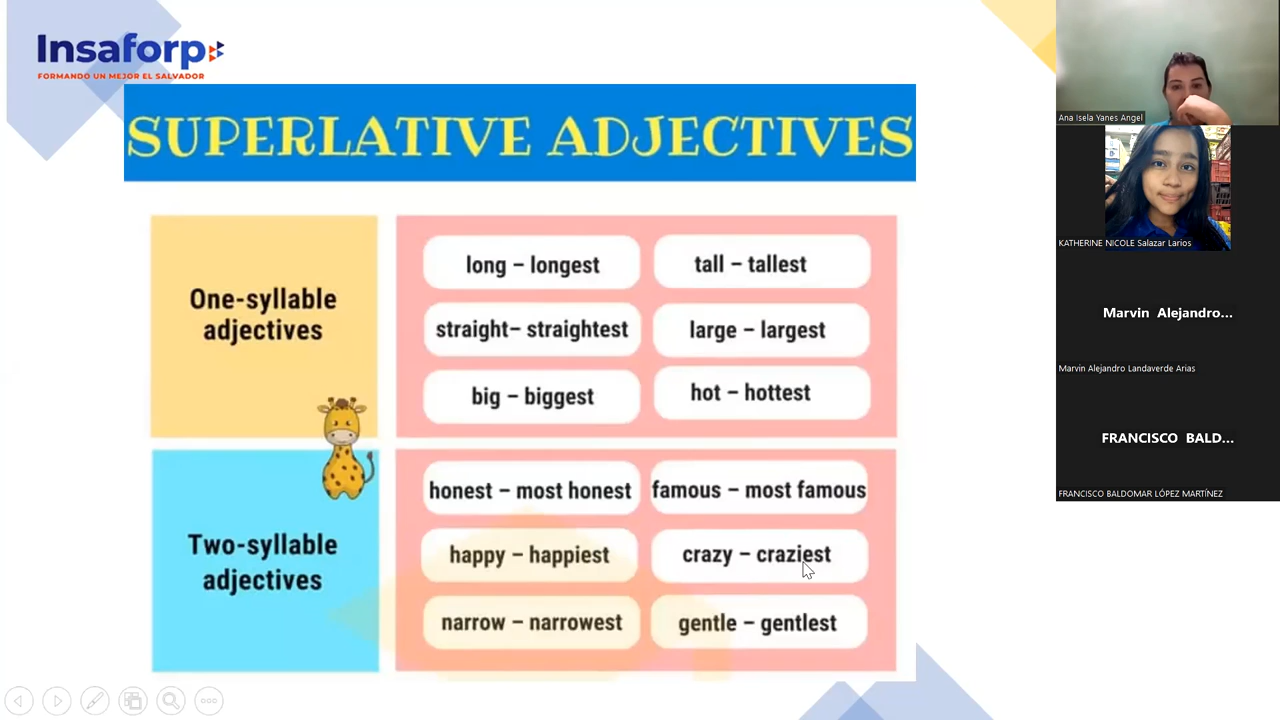 Insaforp
FORMANDO UN MEJOR EL SALVADOR
SUPERLATIVE ADJECTIVES
One-syllable
adjectives
long – longest
tall – tallest
straight– straightest
large – largest
big – biggest
hot – hottest
Two-syllable
adjectives
honest – most honest
famous – most famous
happy – happiest
crazy – craziest
narrow – narrowest
gentle – gentlest
Ana Isela Yanes Angel
KATHERINE NICOLE Salazar Larios
Marvin Alejandro...
Marvin Alejandro Landaverde Arias
FRANCISCO BALD...
FRANCISCO BALDOMAR LÓPEZ MARTÍNEZ